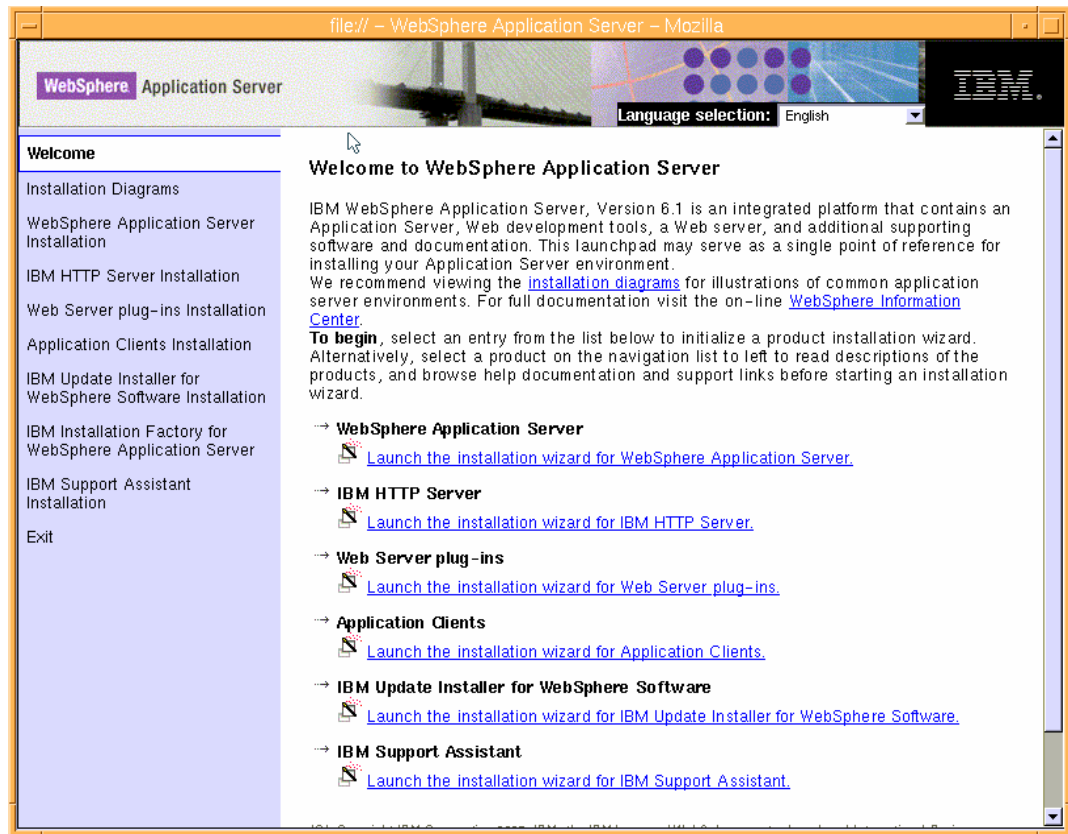 file:// – WebSphere Application Server – Mozilla
WebSphere. Application Server
IBM.
Language selection: English
Welcome
Installation Diagrams
WebSphere Application Server
Installation
IBM HTTP Server Installation
Web Server plug-ins Installation
Application Clients Installation
IBM Update Installer for
WebSphere Software Installation
IBM Installation Factory for
WebSphere Application Server
IBM Support Assistant
Installation
Exit
Welcome to WebSphere Application Server
IBM WebSphere Application Server, Version 6.1 is an integrated platform that contains an
Application Server, Web development tools, a Web server, and additional supporting
software and documentation. This launchpad may serve as a single point of reference for
installing your Application Server environment.
We recommend viewing the installation diagrams for illustrations of common application
server environments. For full documentation visit the on-line WebSphere Information
Center.
To begin, select an entry from the list below to initialize a product installation wizard.
Alternatively, select a product on the navigation list to left to read descriptions of the
products, and browse help documentation and support links before starting an installation
wizard.
WebSphere Application Server
Launch the installation wizard for WebSphere Application Server.
IBM HTTP Server
Launch the installation wizard for IBM HTTP Server.
Web Server plug-ins
Launch the installation wizard for Web Server plug-ins.
Application Clients
Launch the installation wizard for Application Clients.
IBM Update Installer for WebSphere Software
Launch the installation wizard for IBM Update Installer for WebSphere Software.
IBM Support Assistant
Launch the installation wizard for IBM Support Assistant.